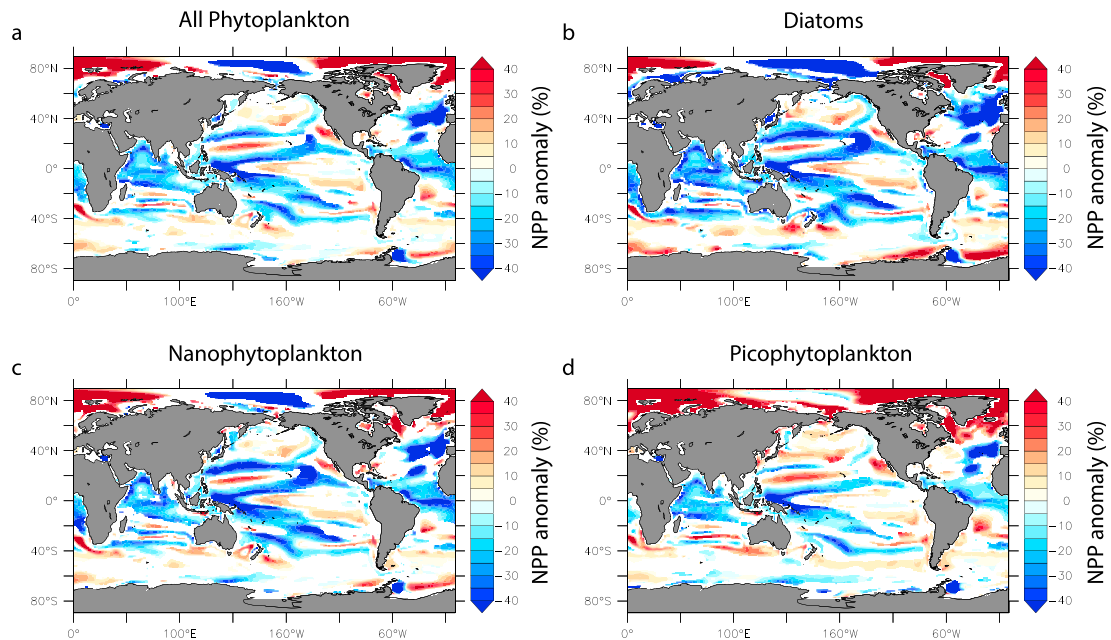 All Phytoplankton
a
80°N
40°N
0°
40°S
80°S
0°
100°E
160°W
60°W
40
30
20
10
0
-10
-20
-30
-40
NPP anomaly (%)
Diatoms
b
80°N
40°N
0°
40°S
80°S
0°
100°E
160°W
60°W
40
30
20
10
0
-10
-20
-30
-40
NPP anomaly (%)
Nanophytoplankton
c
80°N
40°N
0°
40°S
80°S
0°
100°E
160°W
60°W
40
30
20
10
0
-10
-20
-30
-40
NPP anomaly (%)
Picophytoplankton
d
80°N
40°N
0°
40°S
80°S
0°
100°E
160°W
60°W
40
30
20
10
0
-10
-20
-30
-40
NPP anomaly (%)